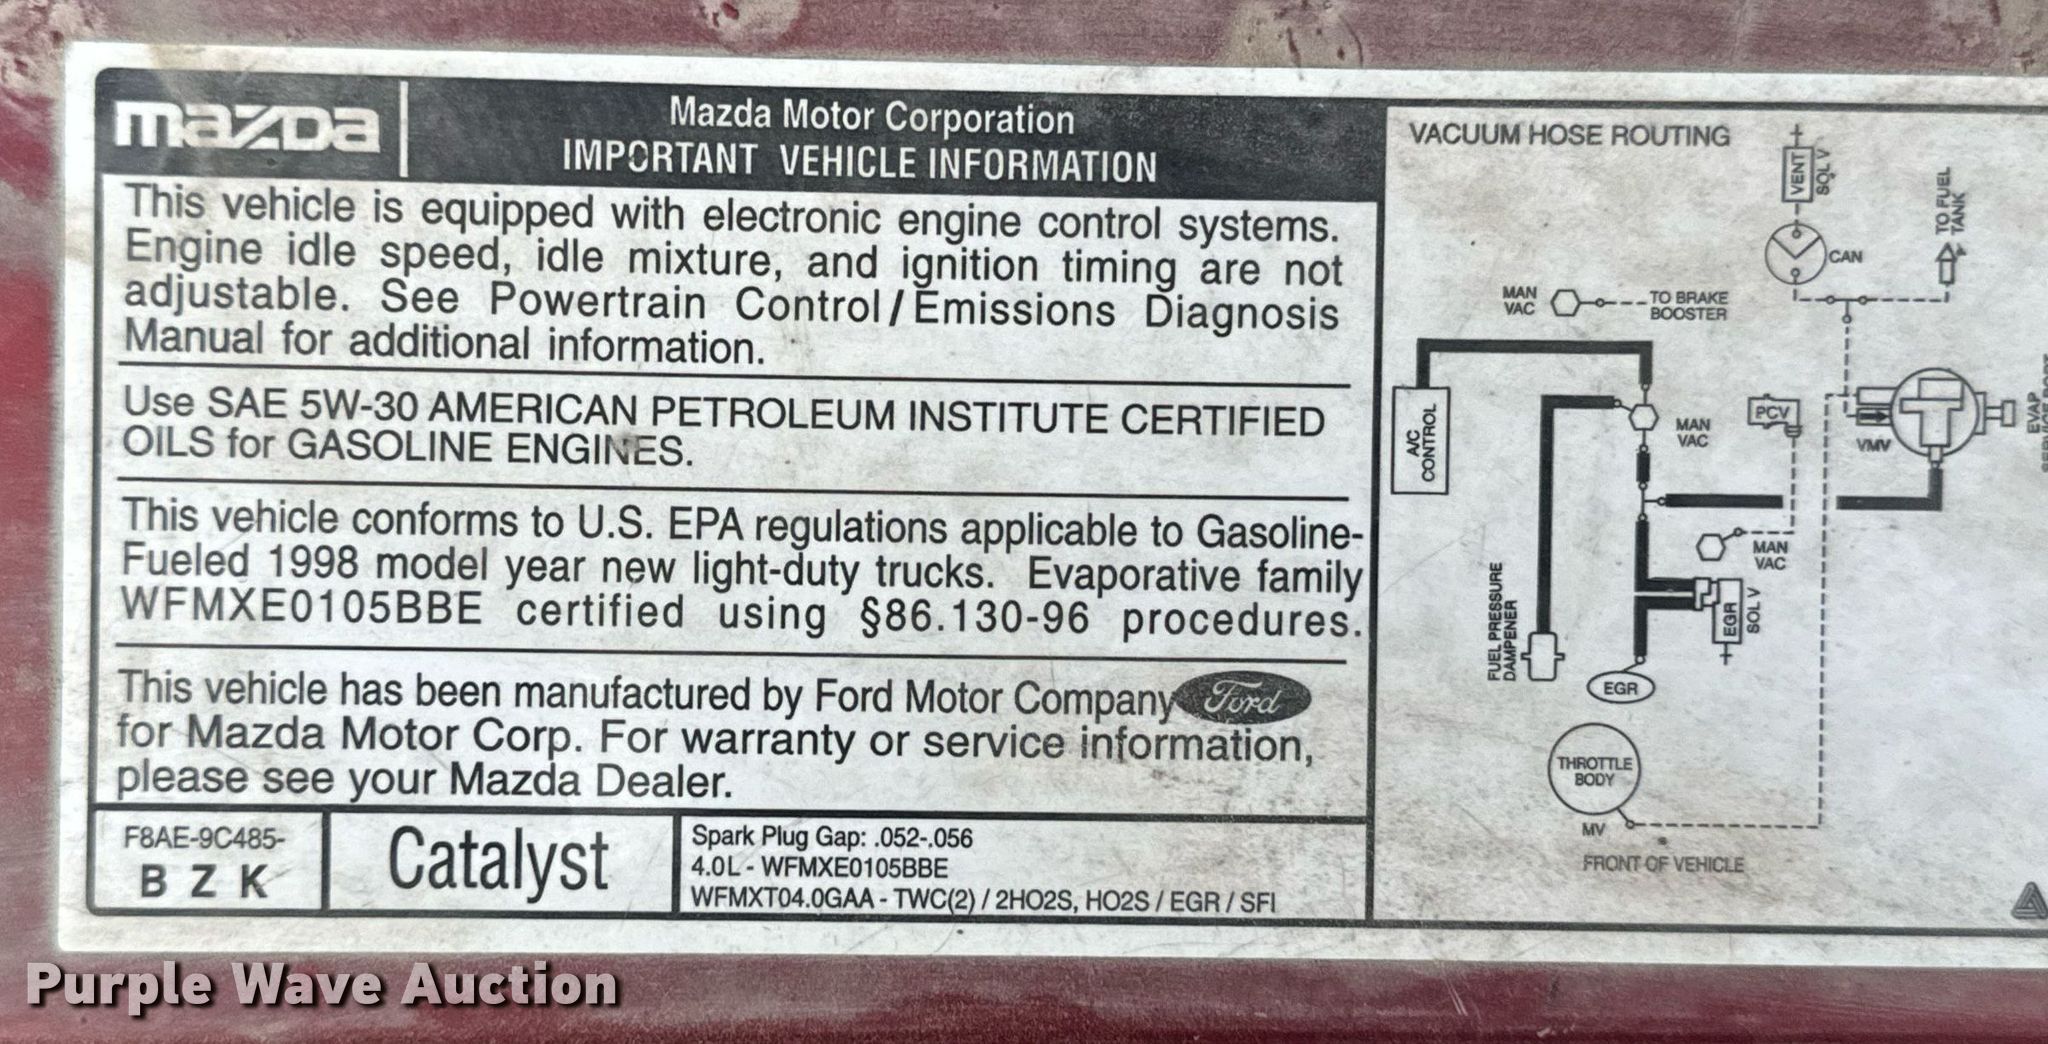 mazda
Mazda Motor Corporation
IMPORTANT VEHICLE INFORMATION
This vehicle is equipped with electronic engine control systems.
Engine idle speed, idle mixture, and ignition timing are not
adjustable. See Powertrain Control/Emissions Diagnosis
Manual for additional information.
Use SAE 5W-30 AMERICAN PETROLEUM INSTITUTE CERTIFIED
OILS for GASOLINE ENGINES.
This vehicle conforms to U.S. EPA regulations applicable to Gasoline-
Fueled 1998 model year new light-duty trucks. Evaporative family
WFMXE0105BBE certified using §86.130-96 procedures.
This vehicle has been manufactured by Ford Motor Company Ford
for Mazda Motor Corp. For warranty or service information,
please see your Mazda Dealer.
F8AE-9C485-
B Z K
Catalyst
Spark Plug Gap: .052-.056
4.0L - WFMXE0105BBE
WFMXT04.0GAA - TWC(2) / 2HO2S, HO2S / EGR / SFI
VACUUM HOSE ROUTING
VENT
SOL V
CAN
TO FUEL
TANK
MAN
VAC
TO BRAKE
BOOSTER
A/C
CONTROL
MAN
VAC
PCV
VMV
EVAP
SERVICE PORT
MAN
VAC
FUEL PRESSURE
DAMPENER
EGR
SOL V
EGR
THROTTLE
BODY
MV
FRONT OF VEHICLE
Purple Wave Auction